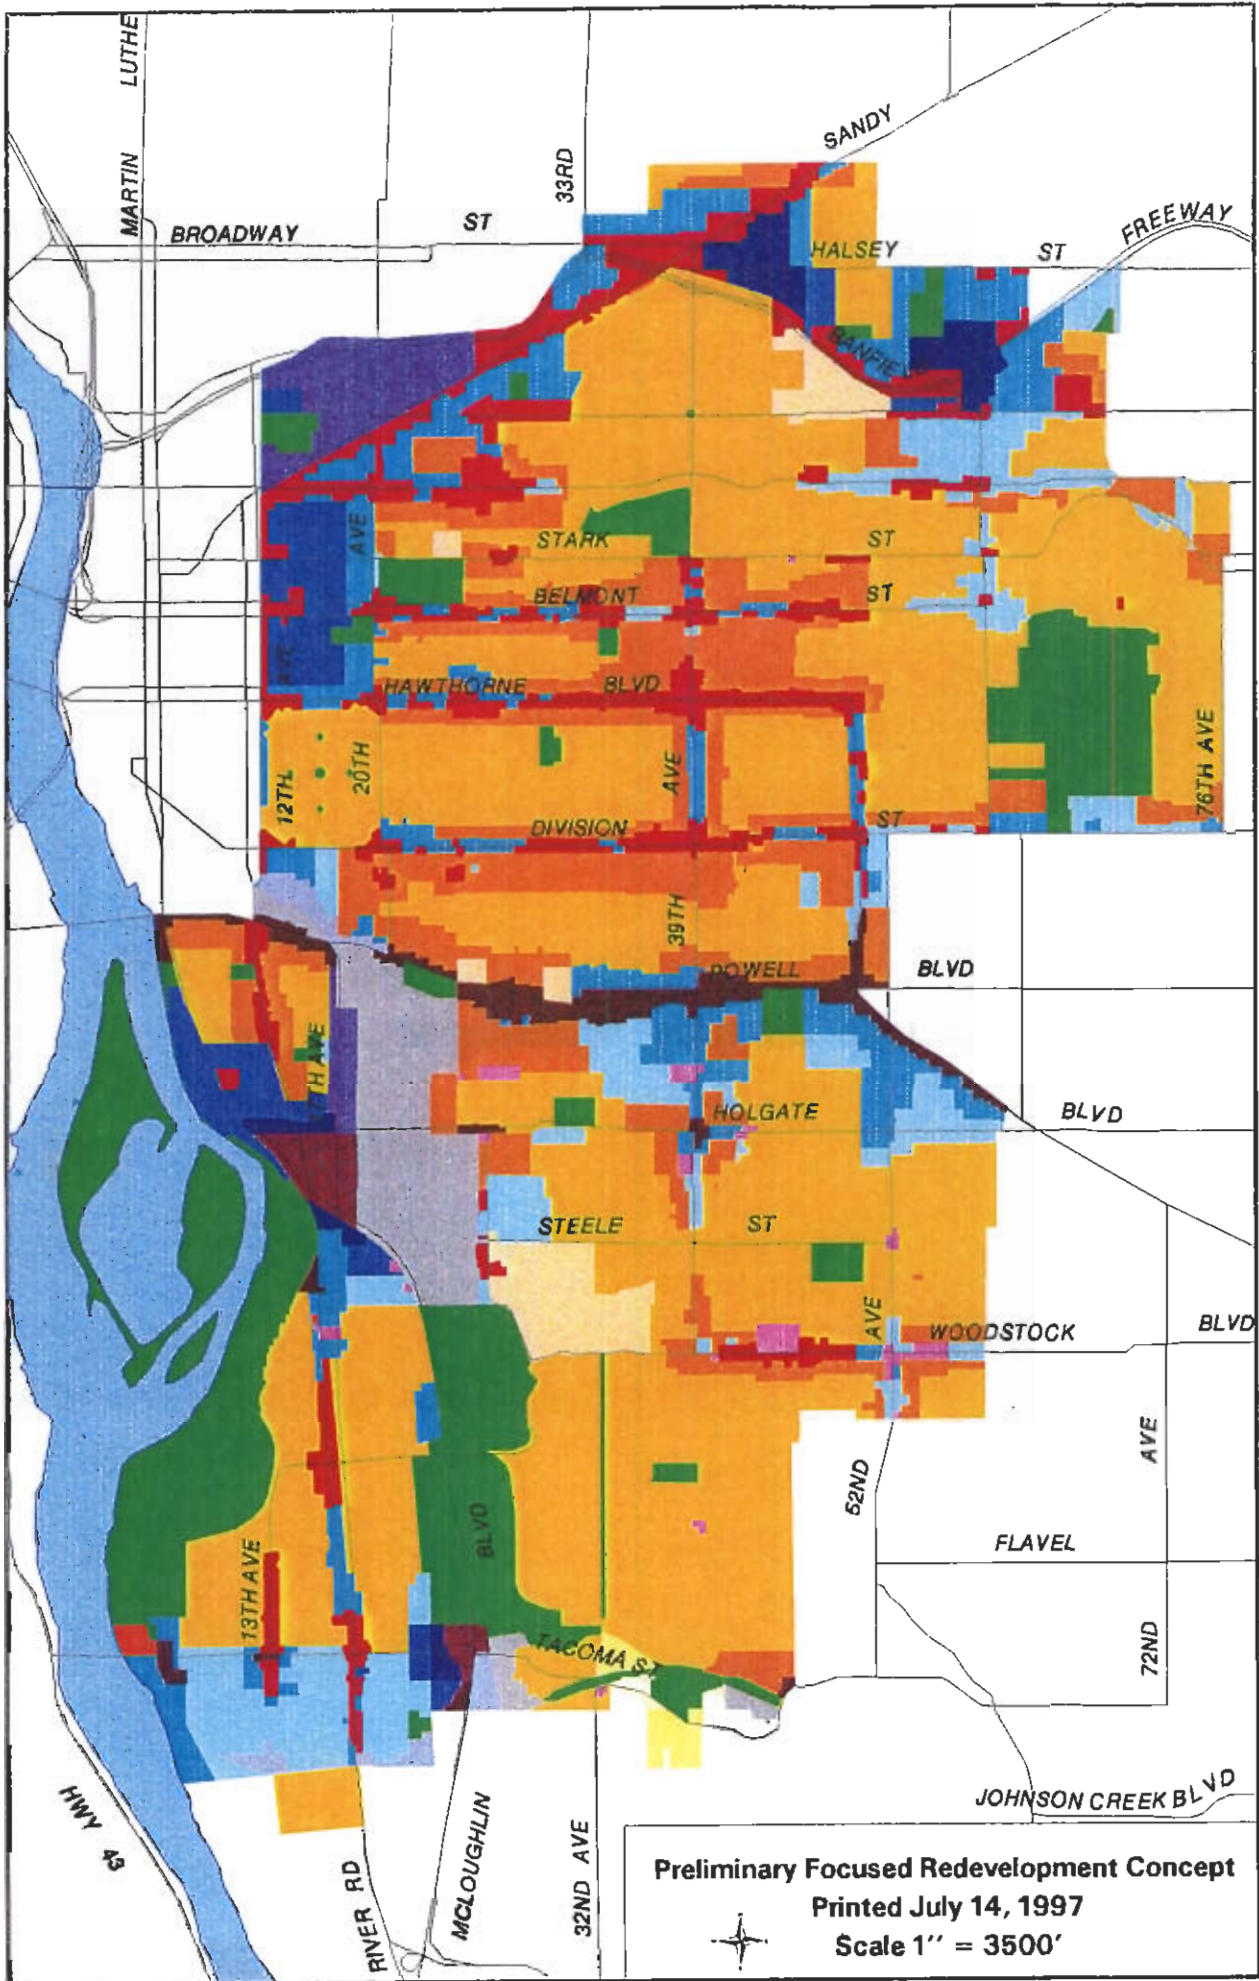 LUTHE
MARTIN
BROADWAY
ST
33RD
SANDY
FREEWAY
HALSEY
ST
BANFIELD
AVE
STARK
ST
BELMONT
ST
AVE
HAWTHORNE
BLVD
12TH
20TH
AVE
76TH AVE
DIVISION
ST
39TH
POWELL
BLVD
7TH AVE
HOLGATE
BLVD
STEELE
ST
AVE
WOODSTOCK
BLVD
52ND
AVE
BLVD
FLAVEL
13TH AVE
TACOMA ST
72ND
HWY 43
RIVER RD
MCLOUGHLIN
32ND AVE
JOHNSON CREEK BLVD
Preliminary Focused Redevelopment Concept
Printed July 14, 1997
Scale 1'' = 3500'